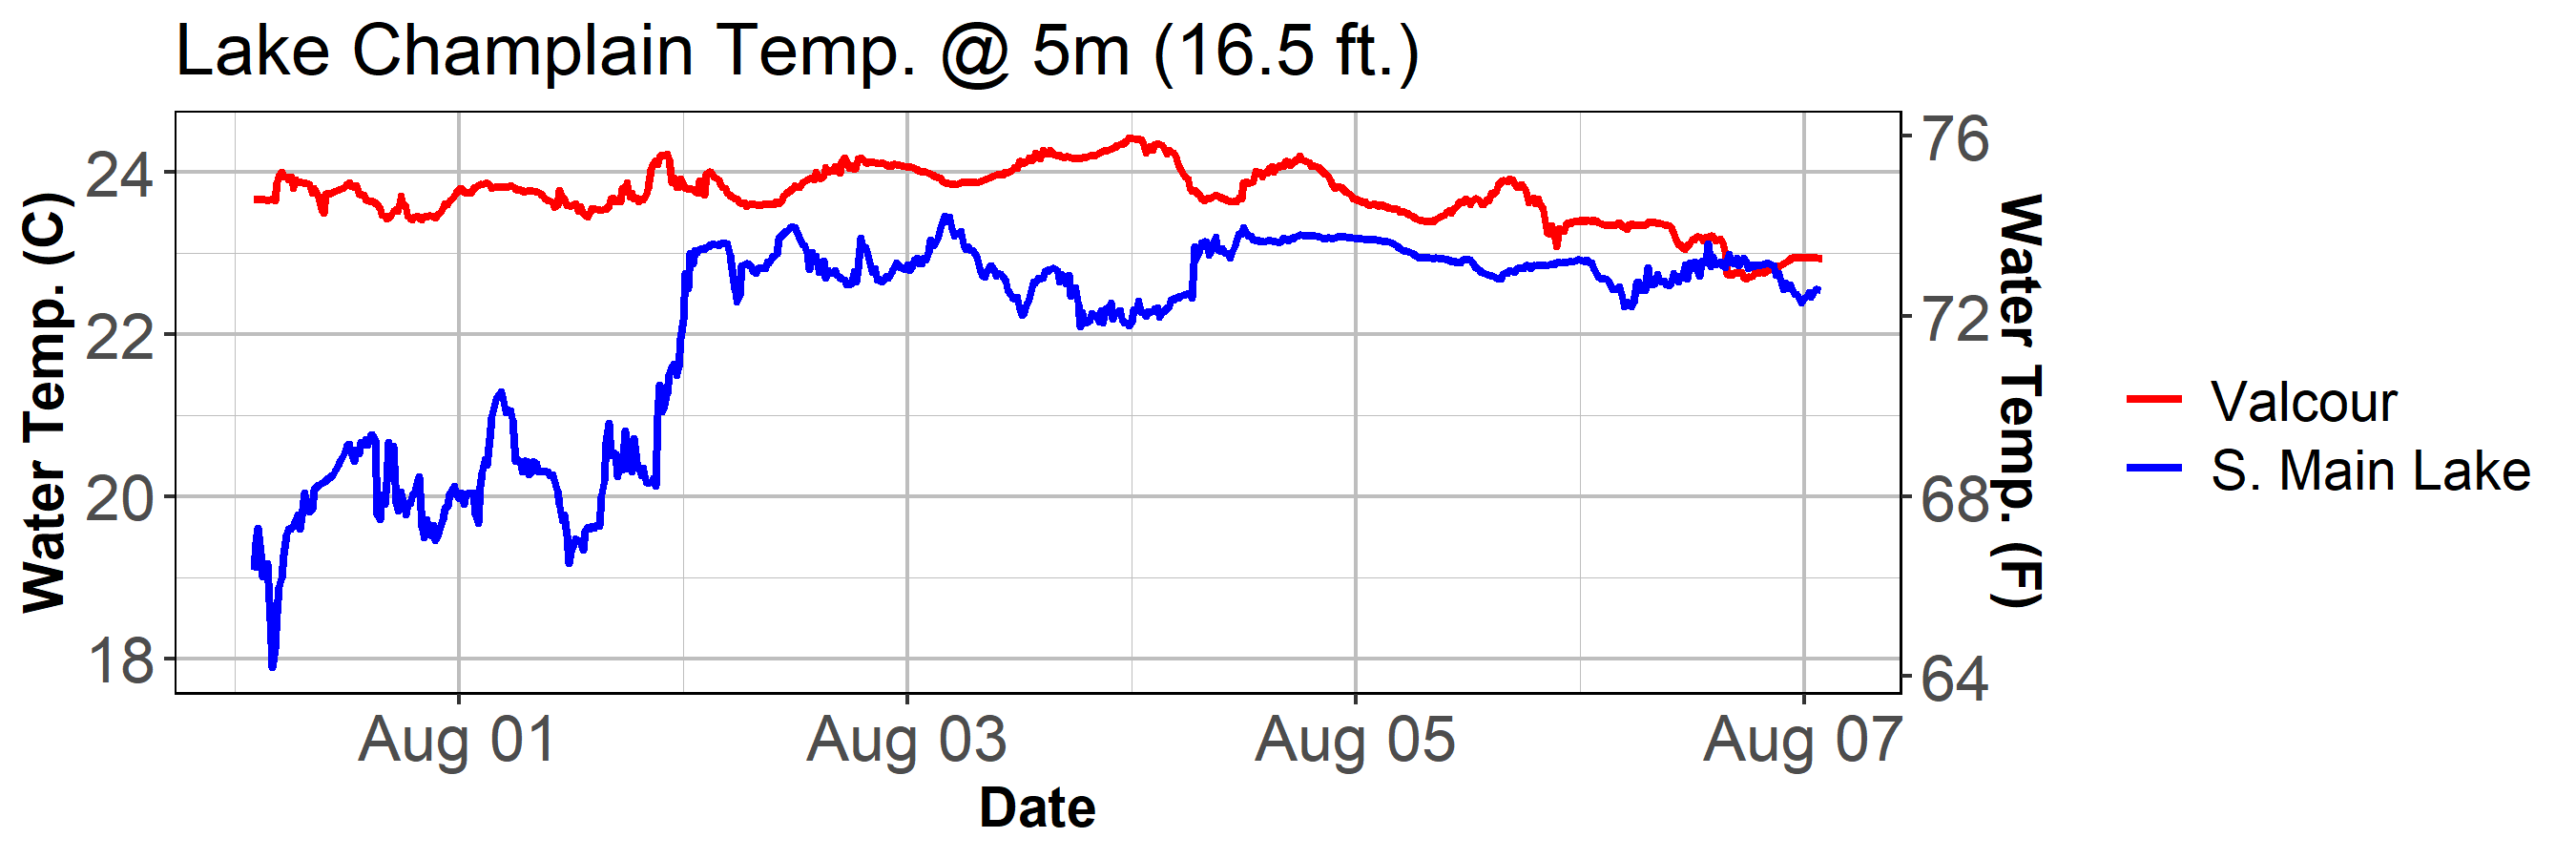 Lake Champlain Temp. @ 5m (16.5 ft.)
Water Temp. (C)
24
22
20
18
76
72
68
64
Water Temp. (F)
Aug 01
Aug 03
Aug 05
Aug 07
Date
Valcour
S. Main Lake